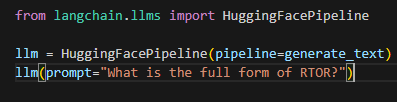 from langchain.llms import HuggingFacePipeline
llm = HuggingFacePipeline(pipeline=generate_text)
llm(prompt="What is the full form of RTOR?")